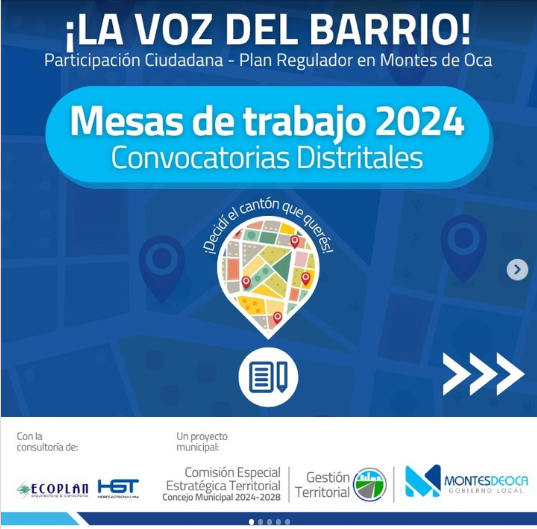 ¡LA VOZ DEL BARRIO!
Participación Ciudadana - Plan Regulador en Montes de Oca
Mesas de trabajo 2024
Convocatorias Distritales
¡Decidí el cantón que querés!
Con la
consultoría de:
ECOPLAN
HGT
Un proyecto
municipal:
Comisión Especial
Estratégica Territorial
Concejo Municipal 2024-2028
Gestión
Territorial
MONTESDEOCA
GOBIERNO LOCAL